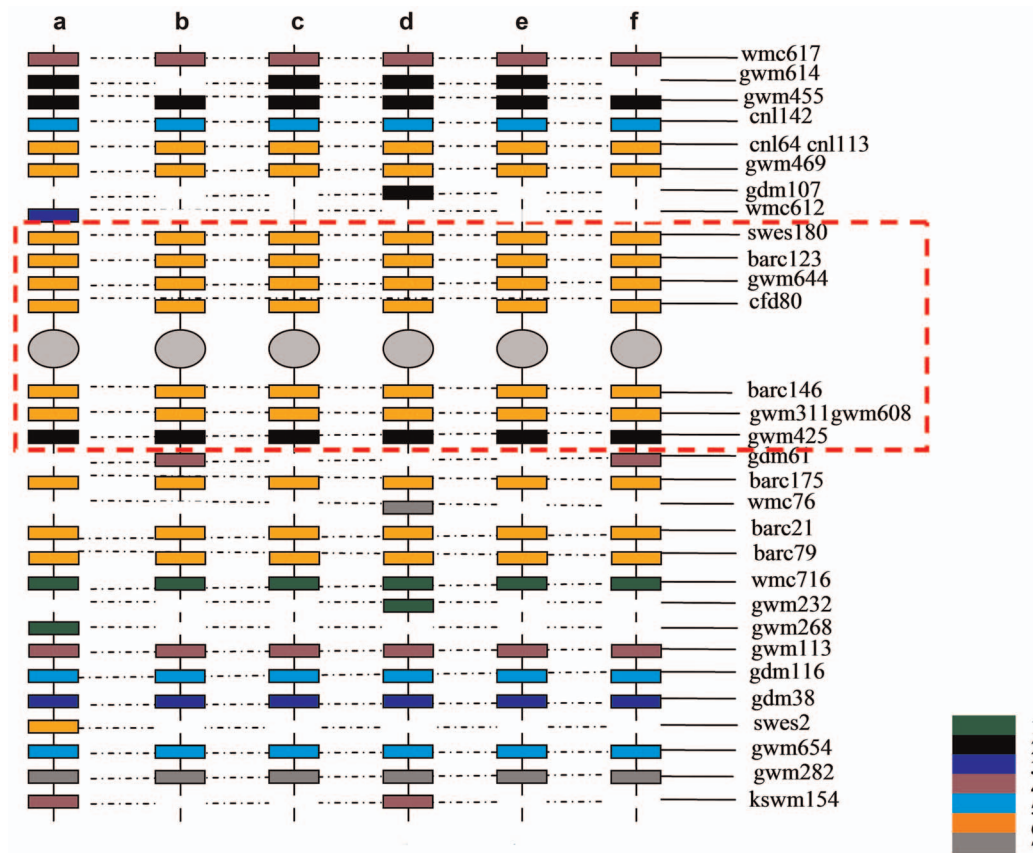 a b c d e f
wmc617
gwm614
gwm455
cnl142
cnl64 cnl113
gwm469
gdm107
wmc612
swes180
barc123
gwm644
cfd80
barc146
gwm311gwm608
gwm425
gdm61
barc175
wmc76
barc21
barc79
wmc716
gwm232
gwm268
gwm113
gdm116
gdm38
swes2
gwm654
gwm282
kswm154